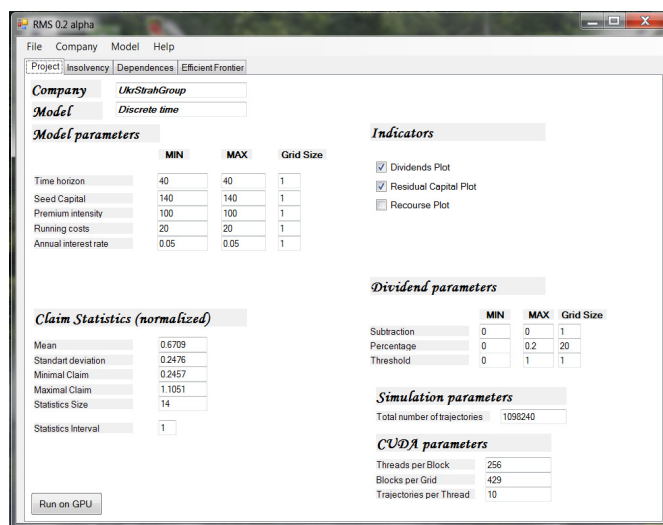 RMS 0.2 alpha
File Company Model Help
Project Insolvency Dependences Efficient Frontier
Company UkrStrahGroup
Model Discrete time
Model parameters
MIN MAX Grid Size
Time horizon 40 40 1
Seed Capital 140 140 1
Premium intensity 100 100 1
Running costs 20 20 1
Annual interest rate 0.05 0.05 1
Indicators
Dividends Plot
Residual Capital Plot
Recourse Plot
Claim Statistics (normalized)
Mean 0.6709
Standart deviation 0.2476
Minimal Claim 0.2457
Maximal Claim 1.1051
Statistics Size 14
Statistics Interval 1
Dividend parameters
MIN MAX Grid Size
Subtraction 0 0 1
Percentage 0 0.2 20
Threshold 0 1 1
Simulation parameters
Total number of trajectories 1098240
CUDA parameters
Threads per Block 256
Blocks per Grid 429
Trajectories per Thread 10
Run on GPU